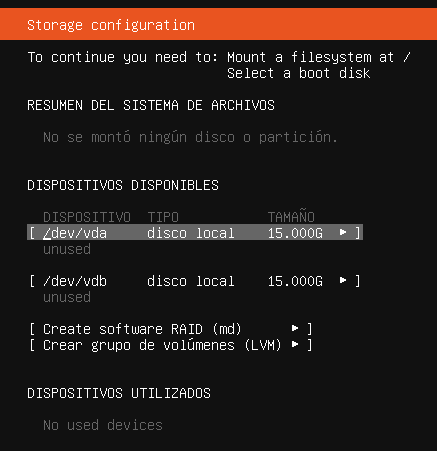 Storage configuration
To continue you need to: Mount a filesystem at /
Select a boot disk
RESUMEN DEL SISTEMA DE ARCHIVOS
No se montó ningún disco o partición.
DISPOSITIVOS DISPONIBLES
DISPOSITIVO TIPO TAMAÑO
[ /dev/vda disco local 15.000G ▸ ]
unused
[ /dev/vdb disco local 15.000G ▸ ]
unused
[ Create software RAID (md) ▸ ]
[ Crear grupo de volúmenes (LVM) ▸ ]
DISPOSITIVOS UTILIZADOS
No used devices